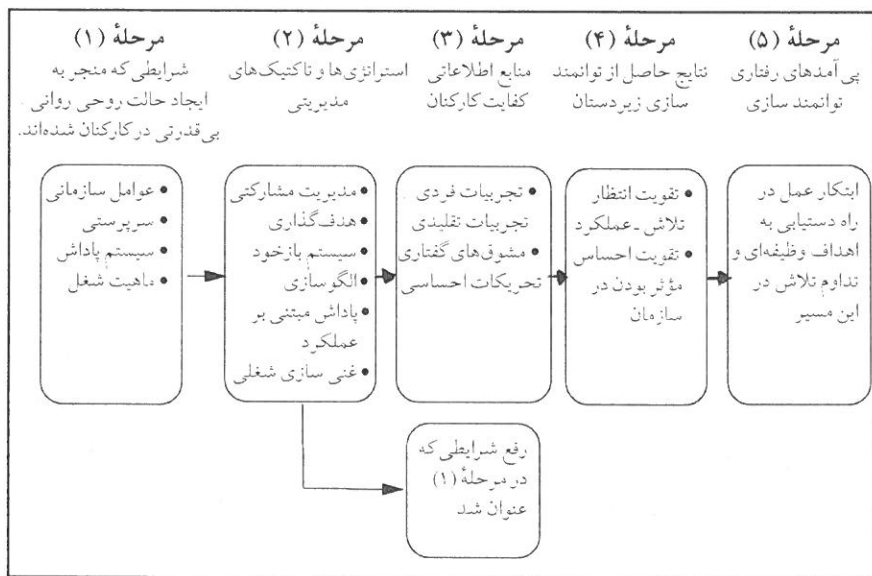 مرحلهٔ (۱)
شرایطی که منجر به
ایجاد حالت روحی روانی
بی‌قدرتی در کارکنان شده‌اند.
مرحلهٔ (۲)
استراتژی‌ها و تاکتیک‌های
مدیریتی
مرحلهٔ (۳)
منابع اطلاعاتی
کفایت کارکنان
مرحلهٔ (۴)
نتایج حاصل از توانمند
سازی زیردستان
مرحلهٔ (۵)
پی‌آمدهای رفتاری
توانمند سازی
• عوامل سازمانی
• سرپرستی
• سیستم پاداش
• ماهیت شغل
• مدیریت مشارکتی
• هدف‌گذاری
• سیستم بازخود
• الگوسازی
• پاداش مبتنی بر
عملکرد
• غنی سازی شغلی
• تجربیات فردی
تجربیات تقلیدی
• مشوق‌های گفتاری
تحریکات احساسی
• تقویت انتظار
تلاش - عملکرد
• تقویت احساس
مؤثر بودن در
سازمان
ابتکار عمل در
راه دستیابی به
اهداف وظیفه‌ای و
تداوم تلاش در
این مسیر
رفع شرایطی که
در مرحلهٔ (۱)
عنوان شد